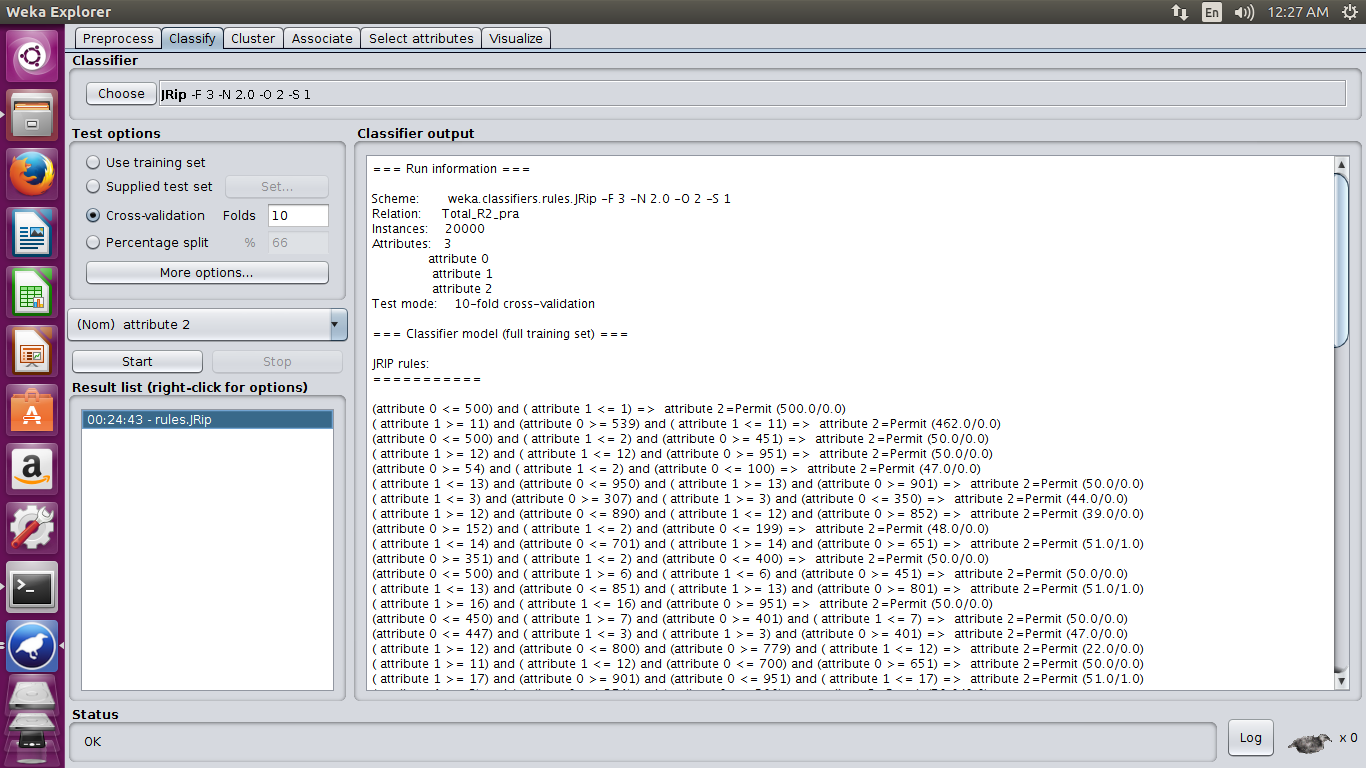 Weka Explorer
En
12:27 AM
Preprocess
Classify
Cluster
Associate
Select attributes
Visualize
Classifier
Choose
JRip -F 3 -N 2.0 -O 2 -S 1
Test options
Use training set
Supplied test set
Set...
Cross-validation Folds 10
Percentage split % 66
More options...
(Nom) attribute 2
Start
Stop
Result list (right-click for options)
00:24:43 - rules.JRip
Classifier output
=== Run information ===
Scheme: weka.classifiers.rules.JRip -F 3 -N 2.0 -O 2 -S 1
Relation: Total_R2_pra
Instances: 20000
Attributes: 3
attribute 0
attribute 1
attribute 2
Test mode: 10-fold cross-validation
=== Classifier model (full training set) ===
JRIP rules:
===========
(attribute 0 <= 500) and ( attribute 1 <= 1) => attribute 2=Permit (500.0/0.0)
( attribute 1 >= 11) and (attribute 0 >= 539) and ( attribute 1 <= 11) => attribute 2=Permit (462.0/0.0)
(attribute 0 <= 500) and ( attribute 1 <= 2) and (attribute 0 >= 451) => attribute 2=Permit (50.0/0.0)
( attribute 1 >= 12) and ( attribute 1 <= 12) and (attribute 0 >= 951) => attribute 2=Permit (50.0/0.0)
(attribute 0 >= 54) and ( attribute 1 <= 2) and (attribute 0 <= 100) => attribute 2=Permit (47.0/0.0)
( attribute 1 <= 13) and (attribute 0 <= 950) and ( attribute 1 >= 13) and (attribute 0 >= 901) => attribute 2=Permit (50.0/0.0)
( attribute 1 <= 3) and (attribute 0 >= 307) and ( attribute 1 >= 3) and (attribute 0 <= 350) => attribute 2=Permit (44.0/0.0)
( attribute 1 >= 12) and (attribute 0 <= 890) and ( attribute 1 <= 12) and (attribute 0 >= 852) => attribute 2=Permit (39.0/0.0)
(attribute 0 >= 152) and ( attribute 1 <= 2) and (attribute 0 <= 199) => attribute 2=Permit (48.0/0.0)
( attribute 1 <= 14) and (attribute 0 <= 701) and ( attribute 1 >= 14) and (attribute 0 >= 651) => attribute 2=Permit (51.0/1.0)
(attribute 0 >= 351) and ( attribute 1 <= 2) and (attribute 0 <= 400) => attribute 2=Permit (50.0/0.0)
(attribute 0 <= 500) and ( attribute 1 >= 6) and ( attribute 1 <= 6) and (attribute 0 >= 451) => attribute 2=Permit (50.0/0.0)
( attribute 1 <= 13) and (attribute 0 <= 851) and ( attribute 1 >= 13) and (attribute 0 >= 801) => attribute 2=Permit (51.0/1.0)
( attribute 1 >= 16) and ( attribute 1 <= 16) and (attribute 0 >= 951) => attribute 2=Permit (50.0/0.0)
(attribute 0 <= 450) and ( attribute 1 >= 7) and (attribute 0 >= 401) and ( attribute 1 <= 7) => attribute 2=Permit (50.0/0.0)
(attribute 0 <= 447) and ( attribute 1 <= 3) and ( attribute 1 >= 3) and (attribute 0 >= 401) => attribute 2=Permit (47.0/0.0)
( attribute 1 >= 12) and (attribute 0 <= 800) and (attribute 0 >= 779) and ( attribute 1 <= 12) => attribute 2=Permit (22.0/0.0)
( attribute 1 >= 11) and ( attribute 1 <= 12) and (attribute 0 <= 700) and (attribute 0 >= 651) => attribute 2=Permit (50.0/0.0)
( attribute 1 >= 17) and (attribute 0 >= 901) and (attribute 0 <= 951) and ( attribute 1 <= 17) => attribute 2=Permit (51.0/1.0)
Status
OK
Log
x 0